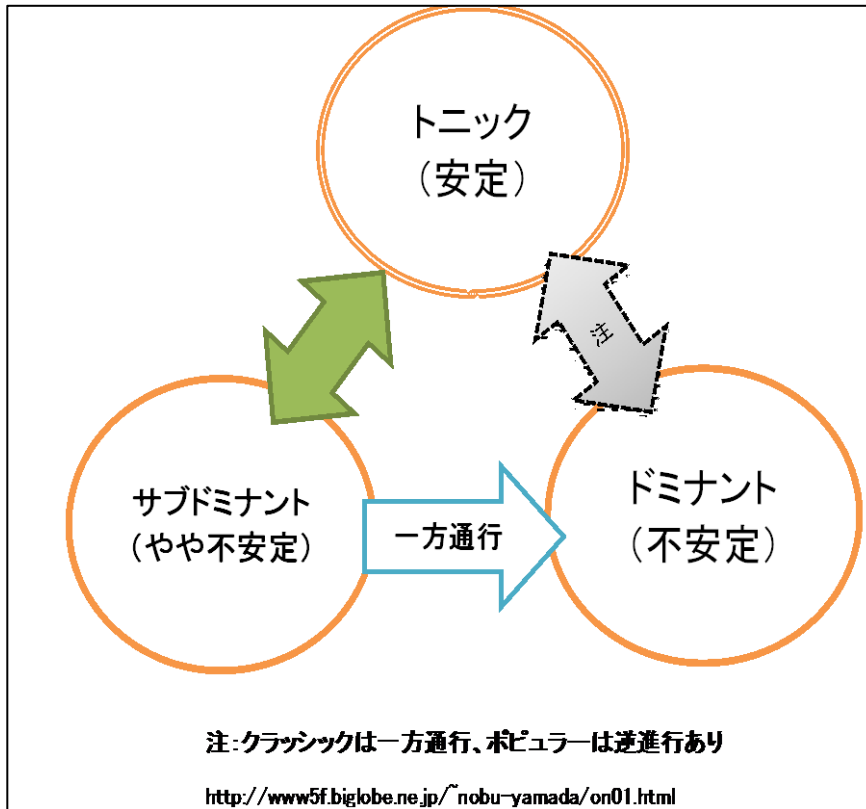 トニック
（安定）
注
サブドミナント
（やや不安定）
一方通行
ドミナント
（不安定）
注：クラッシックは一方通行、ポピュラーは逆進行あり
http://www5f.biglobe.ne.jp/~nobu-yamada/on01.html